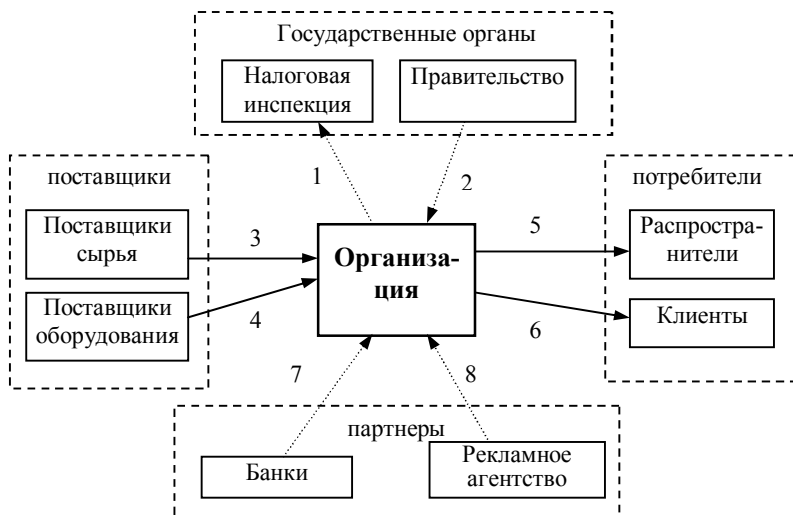 Государственные органы
Налоговая
инспекция
Правительство
1
2
поставщики
Поставщики
сырья
Поставщики
оборудования
3
4
Организа-
ция
5
6
потребители
Распростра-
нители
Клиенты
7
8
партнеры
Банки
Рекламное
агентство